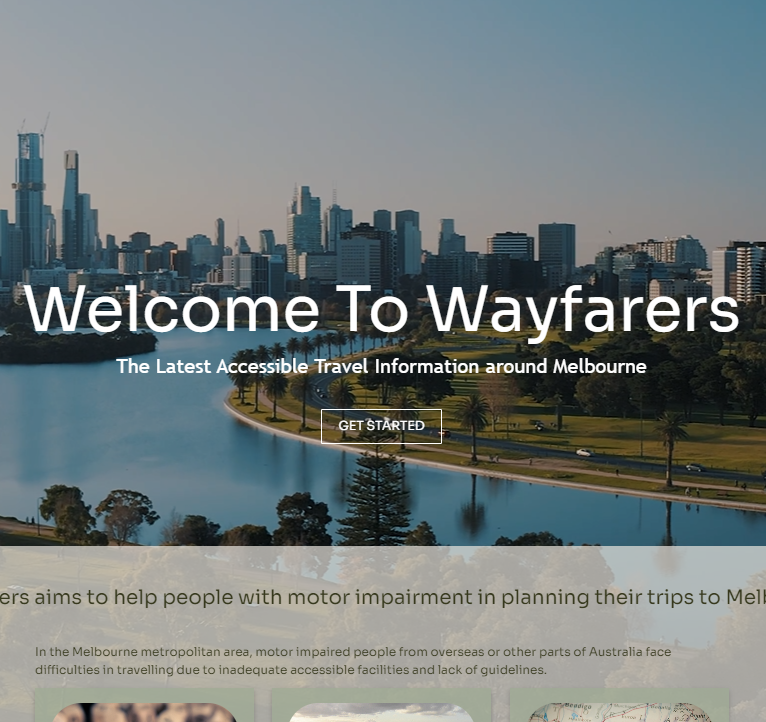 Welcome To Wayfarers
The Latest Accessible Travel Information around Melbourne
GET STARTED
ers aims to help people with motor impairment in planning their trips to Melb
In the Melbourne metropolitan area, motor impaired people from overseas or other parts of Australia face
difficulties in travelling due to inadequate accessible facilities and lack of guidelines.